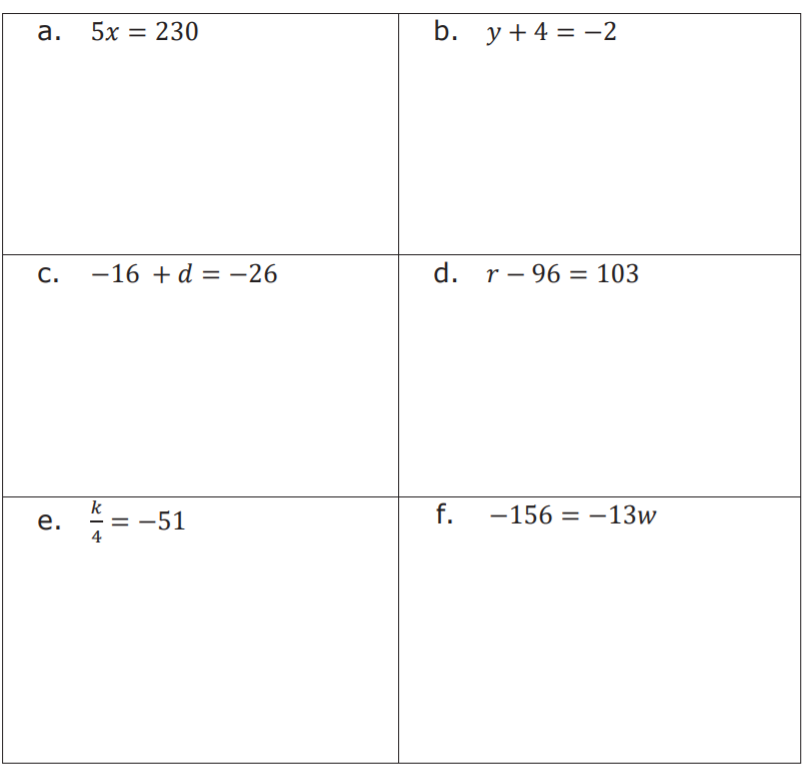 a. 5x = 230
b. y + 4 = −2
c. −16 + d = −26
d. r − 96 = 103
e. k/4 = −51
f. −156 = −13w